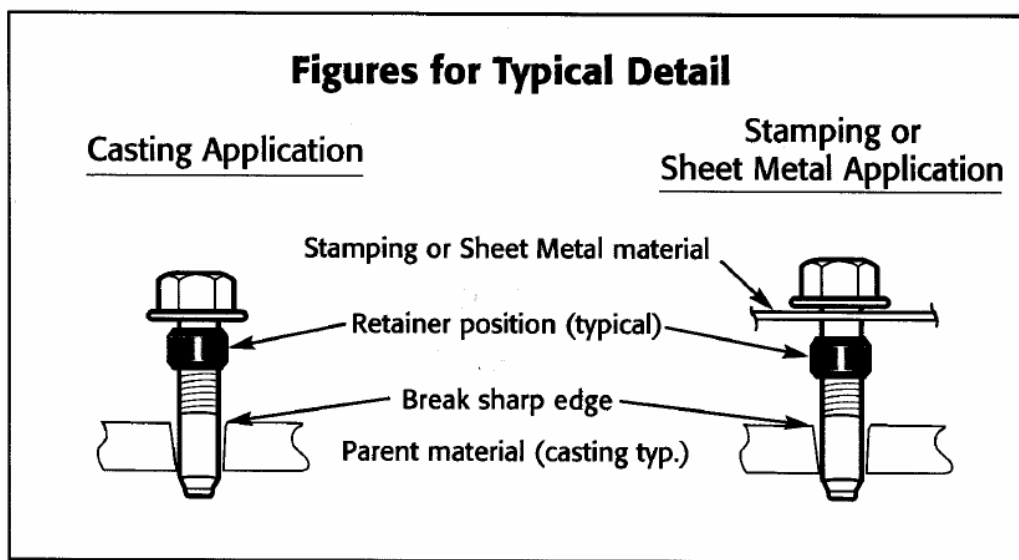 Figures for Typical Detail
Casting Application
Stamping or
Sheet Metal Application
Stamping or Sheet Metal material
Retainer position (typical)
Break sharp edge
Parent material (casting typ.)